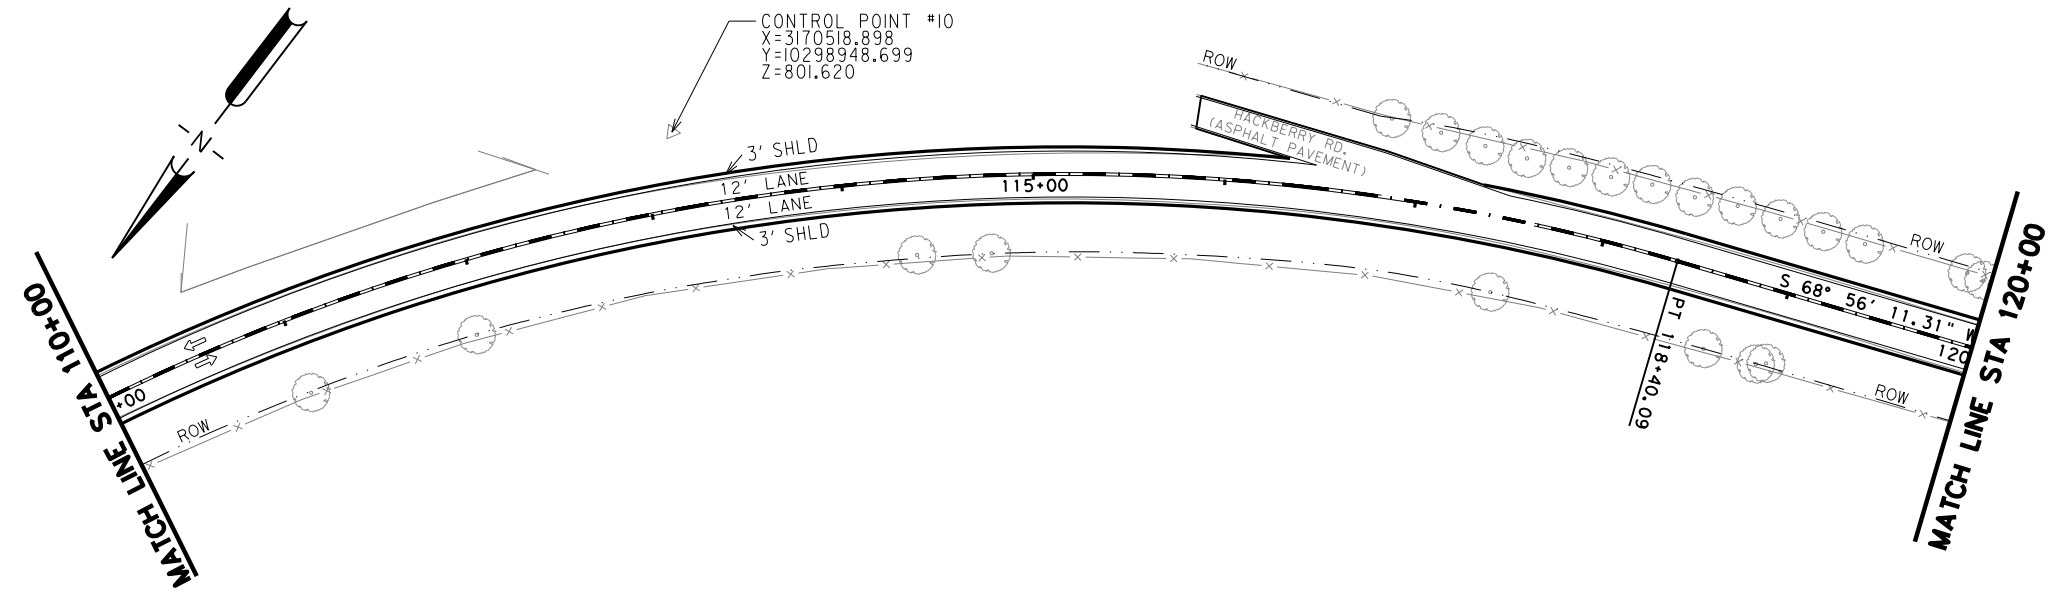 CONTROL POINT #10
X=3170518.898
Y=10298948.699
Z=801.620
N
ROW
HACKBERRY RD.
(ASPHALT PAVEMENT)
3' SHLD
12' LANE
12' LANE
3' SHLD
115+00
ROW
S 68° 56' 11.31" W
120
PT 118+40.09
ROW
+00
ROW
MATCH LINE STA 110+00
MATCH LINE STA 120+00